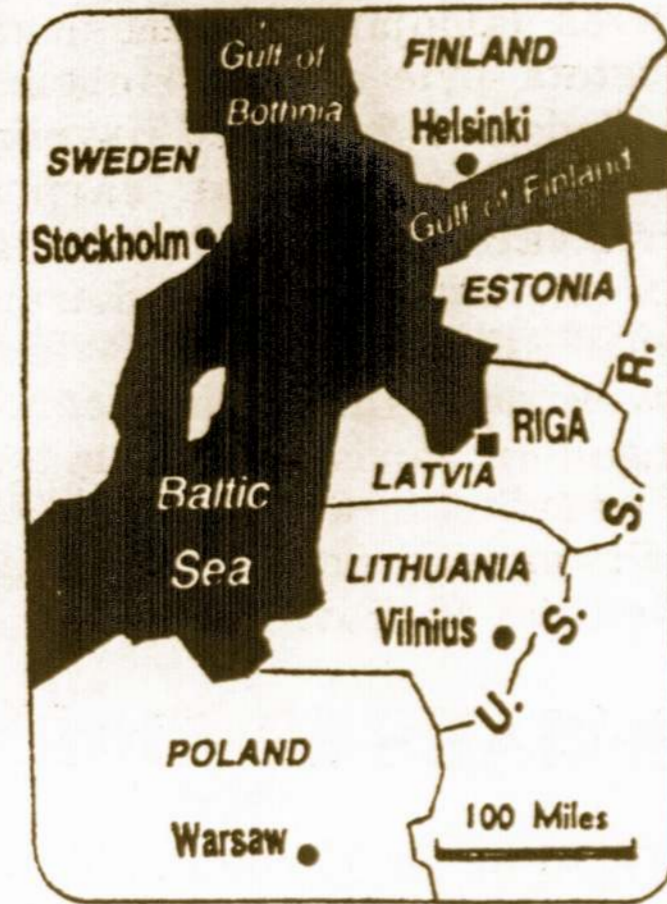 Gulf of
Bothnia
FINLAND
Helsinki
SWEDEN
Gulf of Finland
Stockholm
ESTONIA
RIGA
LATVIA
Baltic
Sea
LITHUANIA
Vilnius
U. S. S. R.
POLAND
100 Miles
Warsaw